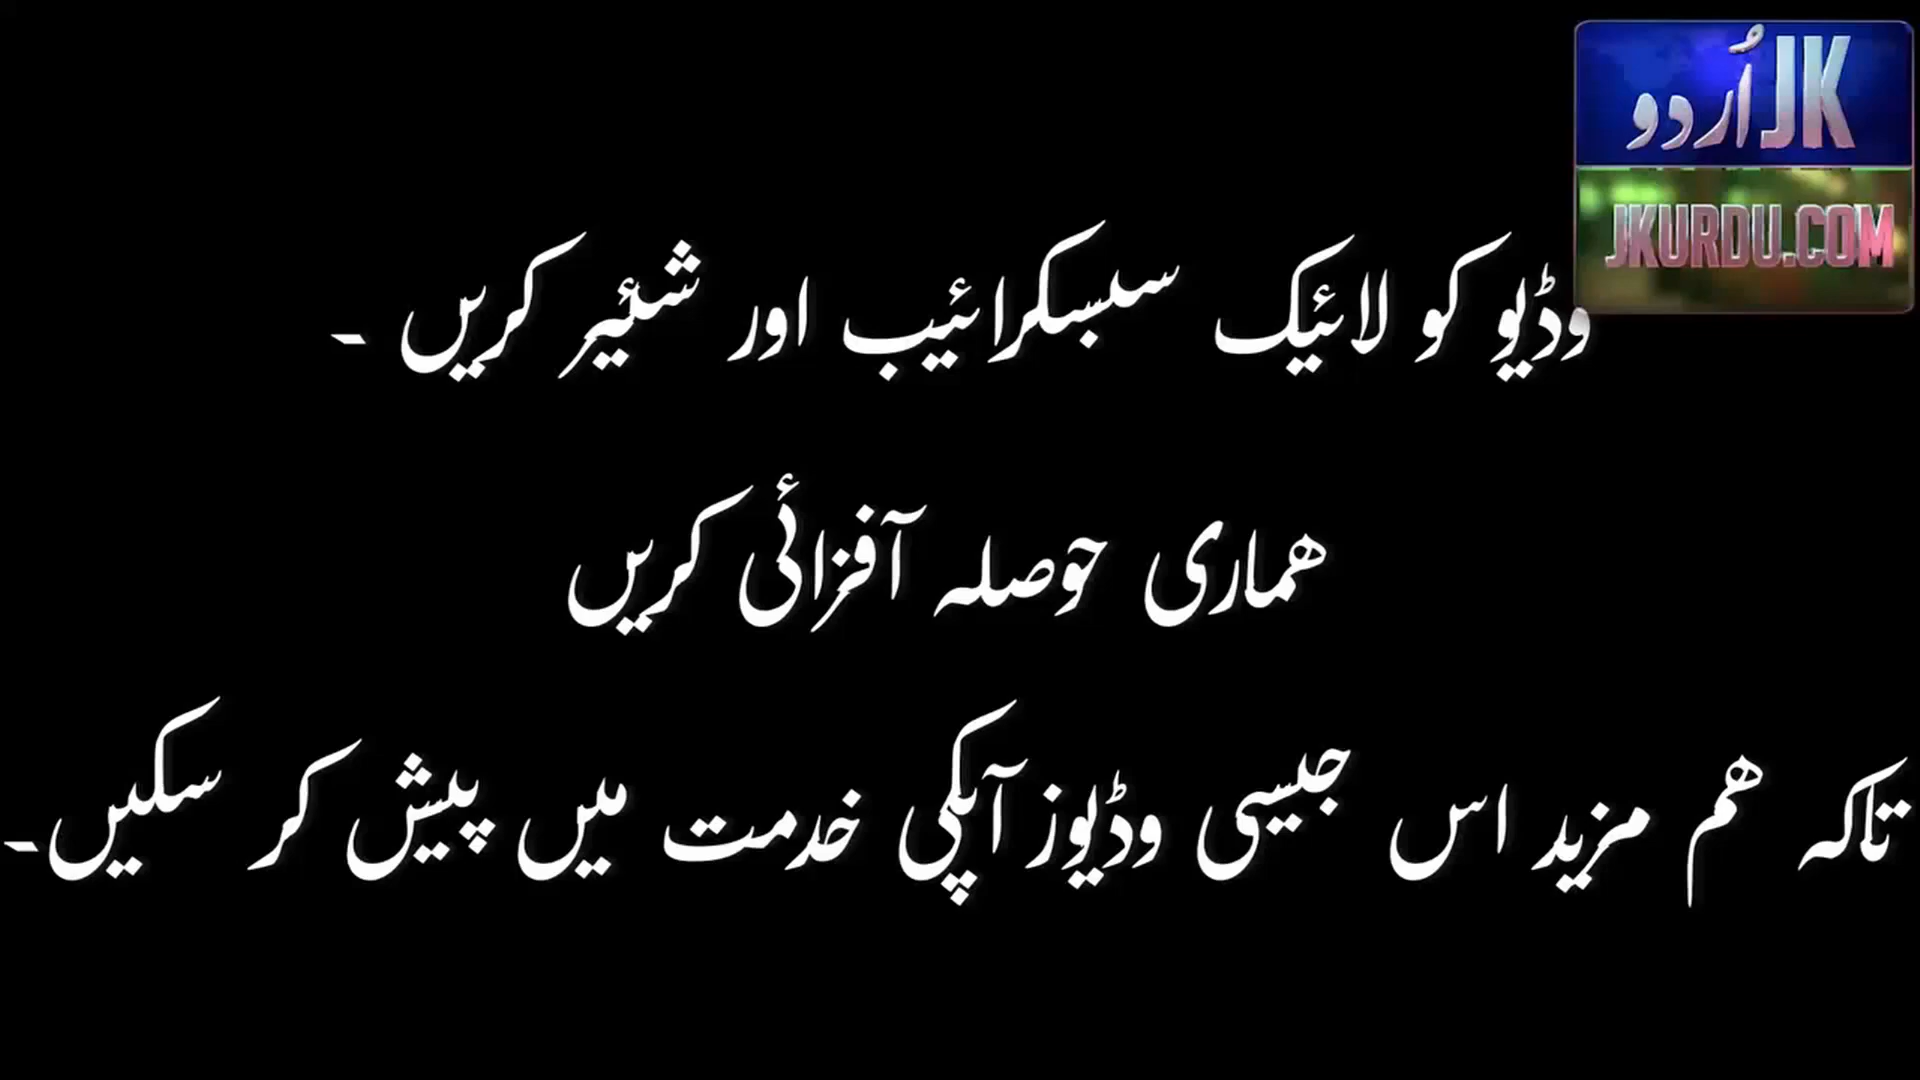 JK اُردو
JKURDU.COM
وڈیو کو لائیک سبسکرائیب اور شئیر کریں ۔
ھماری حوصلہ آفزائی کریں
تاکہ ھم مزید اس جیسی وڈیوز آپکی خدمت میں پیش کر سکیں۔